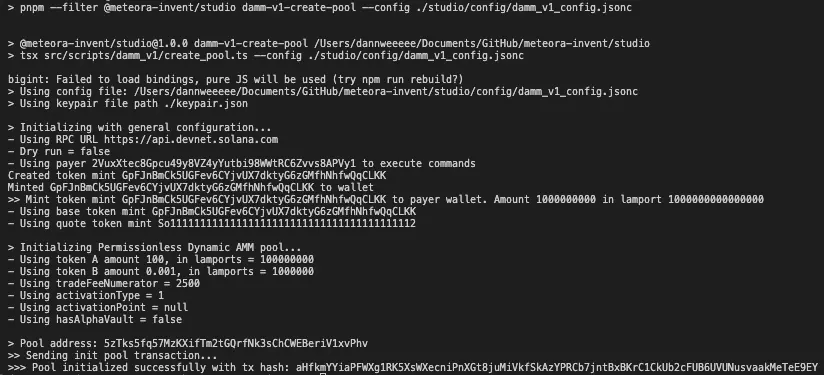 > pnpm --filter @meteora-invent/studio damm-v1-create-pool --config ./studio/config/damm_v1_config.jsonc
> @meteora-invent/studio@1.0.0 damm-v1-create-pool /Users/dannweeeee/Documents/GitHub/meteora-invent/studio
> tsx src/scripts/damm_v1/create_pool.ts --config ./studio/config/damm_v1_config.jsonc
bigint: Failed to load bindings, pure JS will be used (try npm run rebuild?)
> Using config file: /Users/dannweeeee/Documents/GitHub/meteora-invent/studio/config/damm_v1_config.jsonc
> Using keypair file path ./keypair.json
> Initializing with general configuration...
- Using RPC URL https://api.devnet.solana.com
- Dry run = false
- Using payer 2VuxXtec8Gpcu49y8VZ4yYutbi98WWtRC6Zvvs8APVy1 to execute commands
Created token mint GpFJnBmCk5UGFev6CYjvUX7dktyG6zGMfhNhfwQqCLKK
Minted GpFJnBmCk5UGFev6CYjvUX7dktyG6zGMfhNhfwQqCLKK to wallet
>> Mint token mint GpFJnBmCk5UGFev6CYjvUX7dktyG6zGMfhNhfwQqCLKK to payer wallet. Amount 1000000000 in lamport 1000000000000000
- Using base token mint GpFJnBmCk5UGFev6CYjvUX7dktyG6zGMfhNhfwQqCLKK
- Using quote token mint So11111111111111111111111111111111111111112
> Initializing Permissionless Dynamic AMM pool...
- Using token A amount 100, in lamports = 100000000
- Using token B amount 0.001, in lamports = 1000000
- Using tradeFeeNumerator = 2500
- Using activationType = 1
- Using activationPoint = null
- Using hasAlphaVault = false
> Pool address: 5zTks5fq57MzKXifTm2tGQrfNk3sChCWEBeriV1xvPhv
>> Sending init pool transaction...
>>> Pool initialized successfully with tx hash: aHfkmYYiaPFWXg1RK5XsWXecniPnXGt8juMiVkfSkAzYPRCb7jntBxBKrC1CkUb2cFUB6UVUNusvaakMeTeE9EY